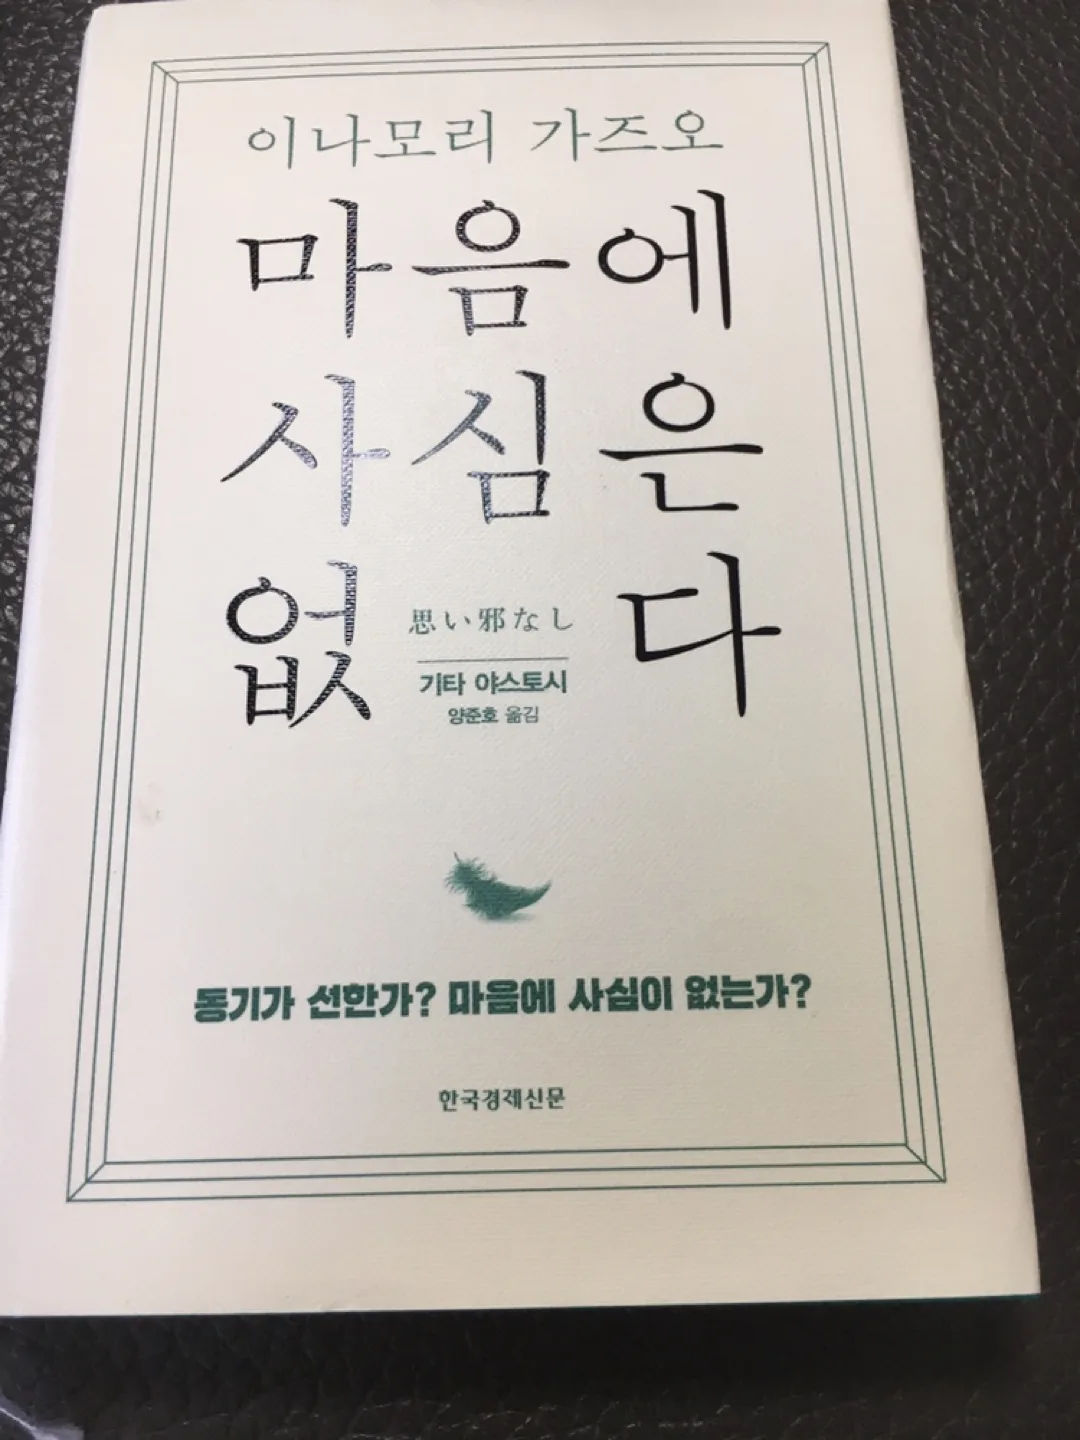 이나모리 가즈오
마음에
사심은
없다
思い邪なし
기타 야스토시
양준호 옮김
동기가 선한가? 마음에 사심이 없는가?
한국경제신문